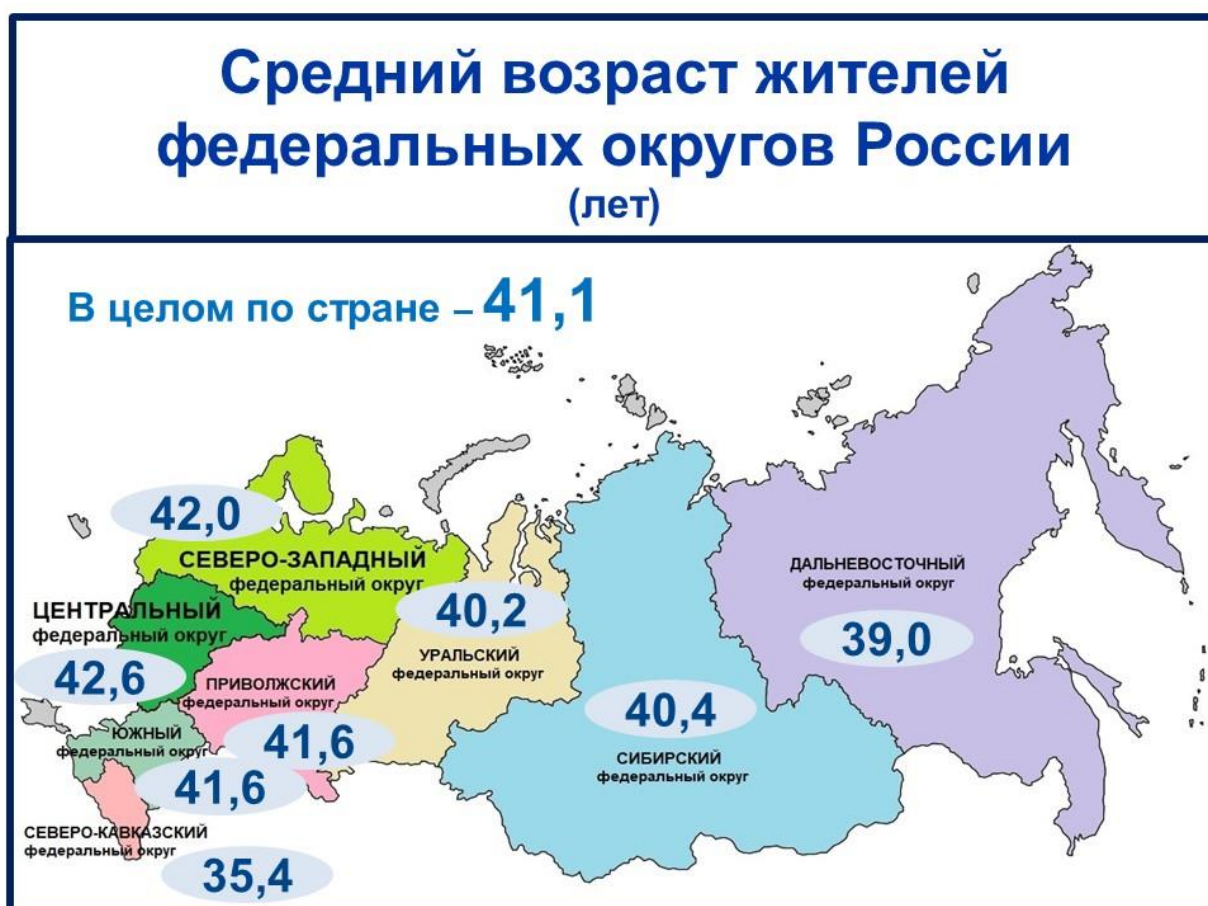 Средний возраст жителей
федеральных округов России
(лет)
В целом по стране – 41,1
42,0
СЕВЕРО-ЗАПАДНЫЙ
федеральный округ
ЦЕНТРАЛЬНЫЙ
федеральный округ
42,6
ПРИВОЛЖСКИЙ
федеральный округ
41,6
ЮЖНЫЙ
федеральный округ
41,6
СЕВЕРО-КАВКАЗСКИЙ
федеральный округ
35,4
40,2
УРАЛЬСКИЙ
федеральный округ
40,4
СИБИРСКИЙ
федеральный округ
ДАЛЬНЕВОСТОЧНЫЙ
федеральный округ
39,0